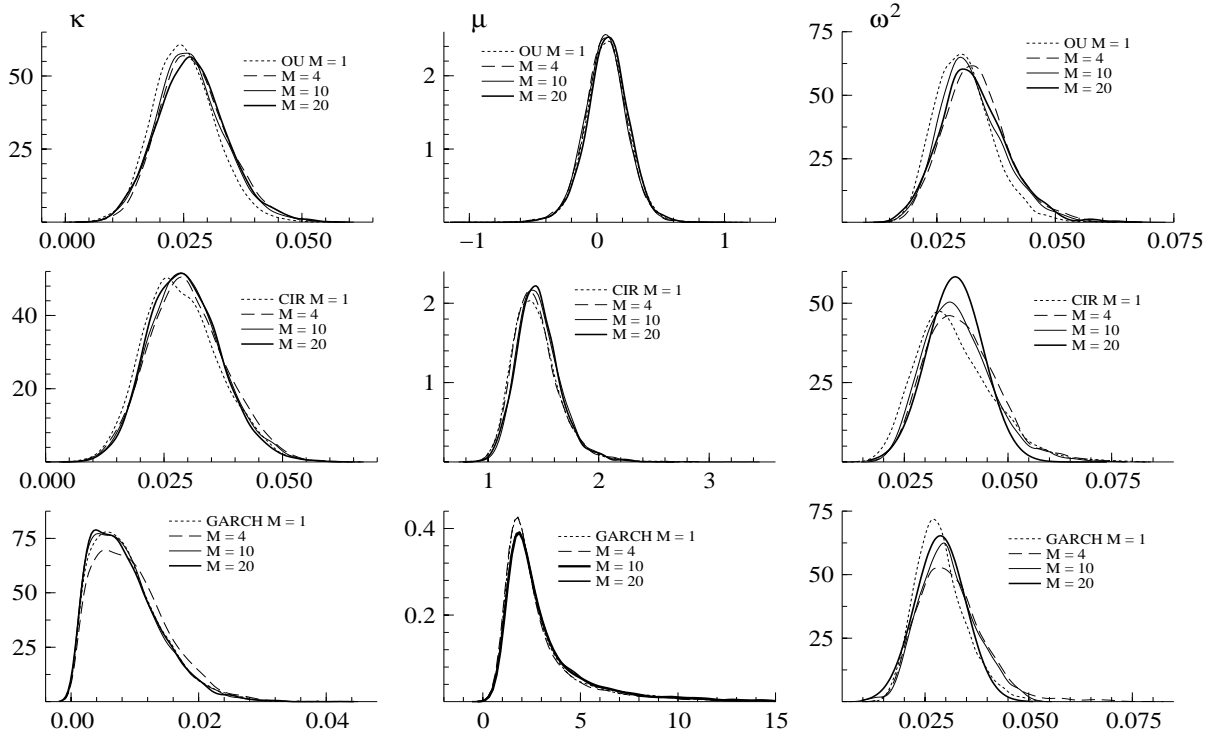 κ
μ
ω²
50
25
0.000 0.025 0.050
OU M = 1
M = 4
M = 10
M = 20
2
1
−1 0 1
OU M = 1
M = 4
M = 10
M = 20
75
50
25
0.025 0.050 0.075
OU M = 1
M = 4
M = 10
M = 20
40
20
0.000 0.025 0.050
CIR M = 1
M = 4
M = 10
M = 20
2
1
1 2 3
CIR M = 1
M = 4
M = 10
M = 20
50
25
0.025 0.050 0.075
CIR M = 1
M = 4
M = 10
M = 20
75
50
25
0.00 0.02 0.04
GARCH M = 1
M = 4
M = 10
M = 20
0.4
0.2
0 5 10 15
GARCH M = 1
M = 4
M = 10
M = 20
75
50
25
0.025 0.050 0.075
GARCH M = 1
M = 4
M = 10
M = 20